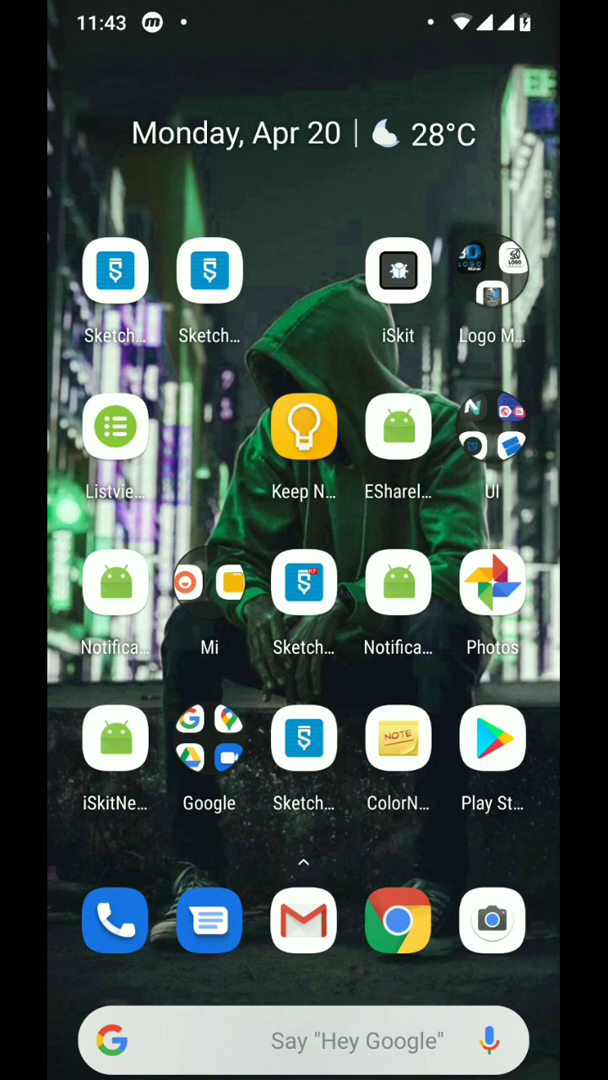 11:43
Monday, Apr 20 | 28°C
Sketch...
Sketch...
iSkit
Logo M...
Listvie...
Keep N...
EShareI...
UI
Notifica...
Mi
Sketch...
Notifica...
Photos
iSkitNe...
Google
Sketch...
NOTE
ColorN...
Play St...
Say "Hey Google"